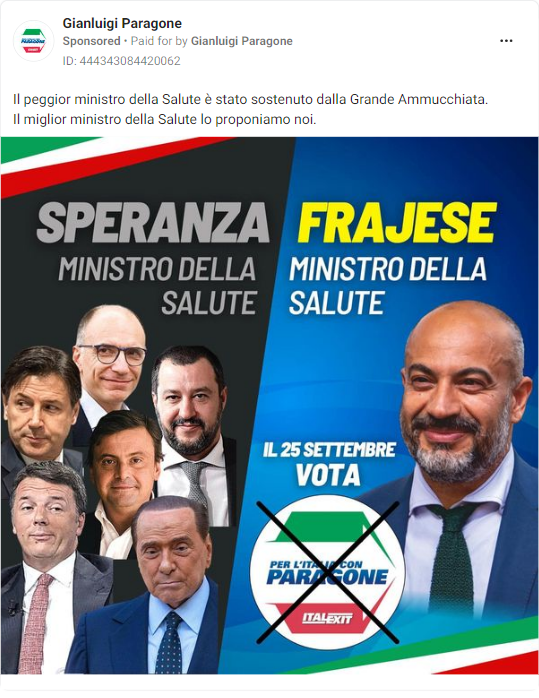 Gianluigi Paragone
Sponsored • Paid for by Gianluigi Paragone
ID: 444343084420062
Il peggior ministro della Salute è stato sostenuto dalla Grande Ammucchiata.
Il miglior ministro della Salute lo proponiamo noi.
SPERANZA
MINISTRO DELLA
SALUTE
FRAJESE
MINISTRO DELLA
SALUTE
IL 25 SETTEMBRE
VOTA
PER L'ITALIA CON
PARAGONE
ITALEXIT